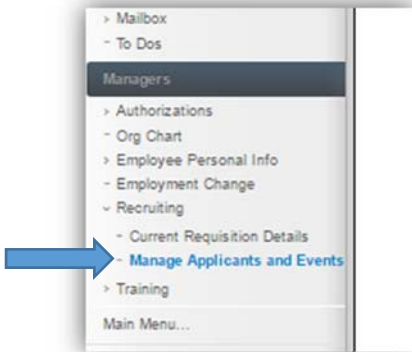 › Mailbox
- To Dos
Managers
› Authorizations
- Org Chart
› Employee Personal Info
- Employment Change
⌄ Recruiting
- Current Requisition Details
- Manage Applicants and Events
› Training
Main Menu...